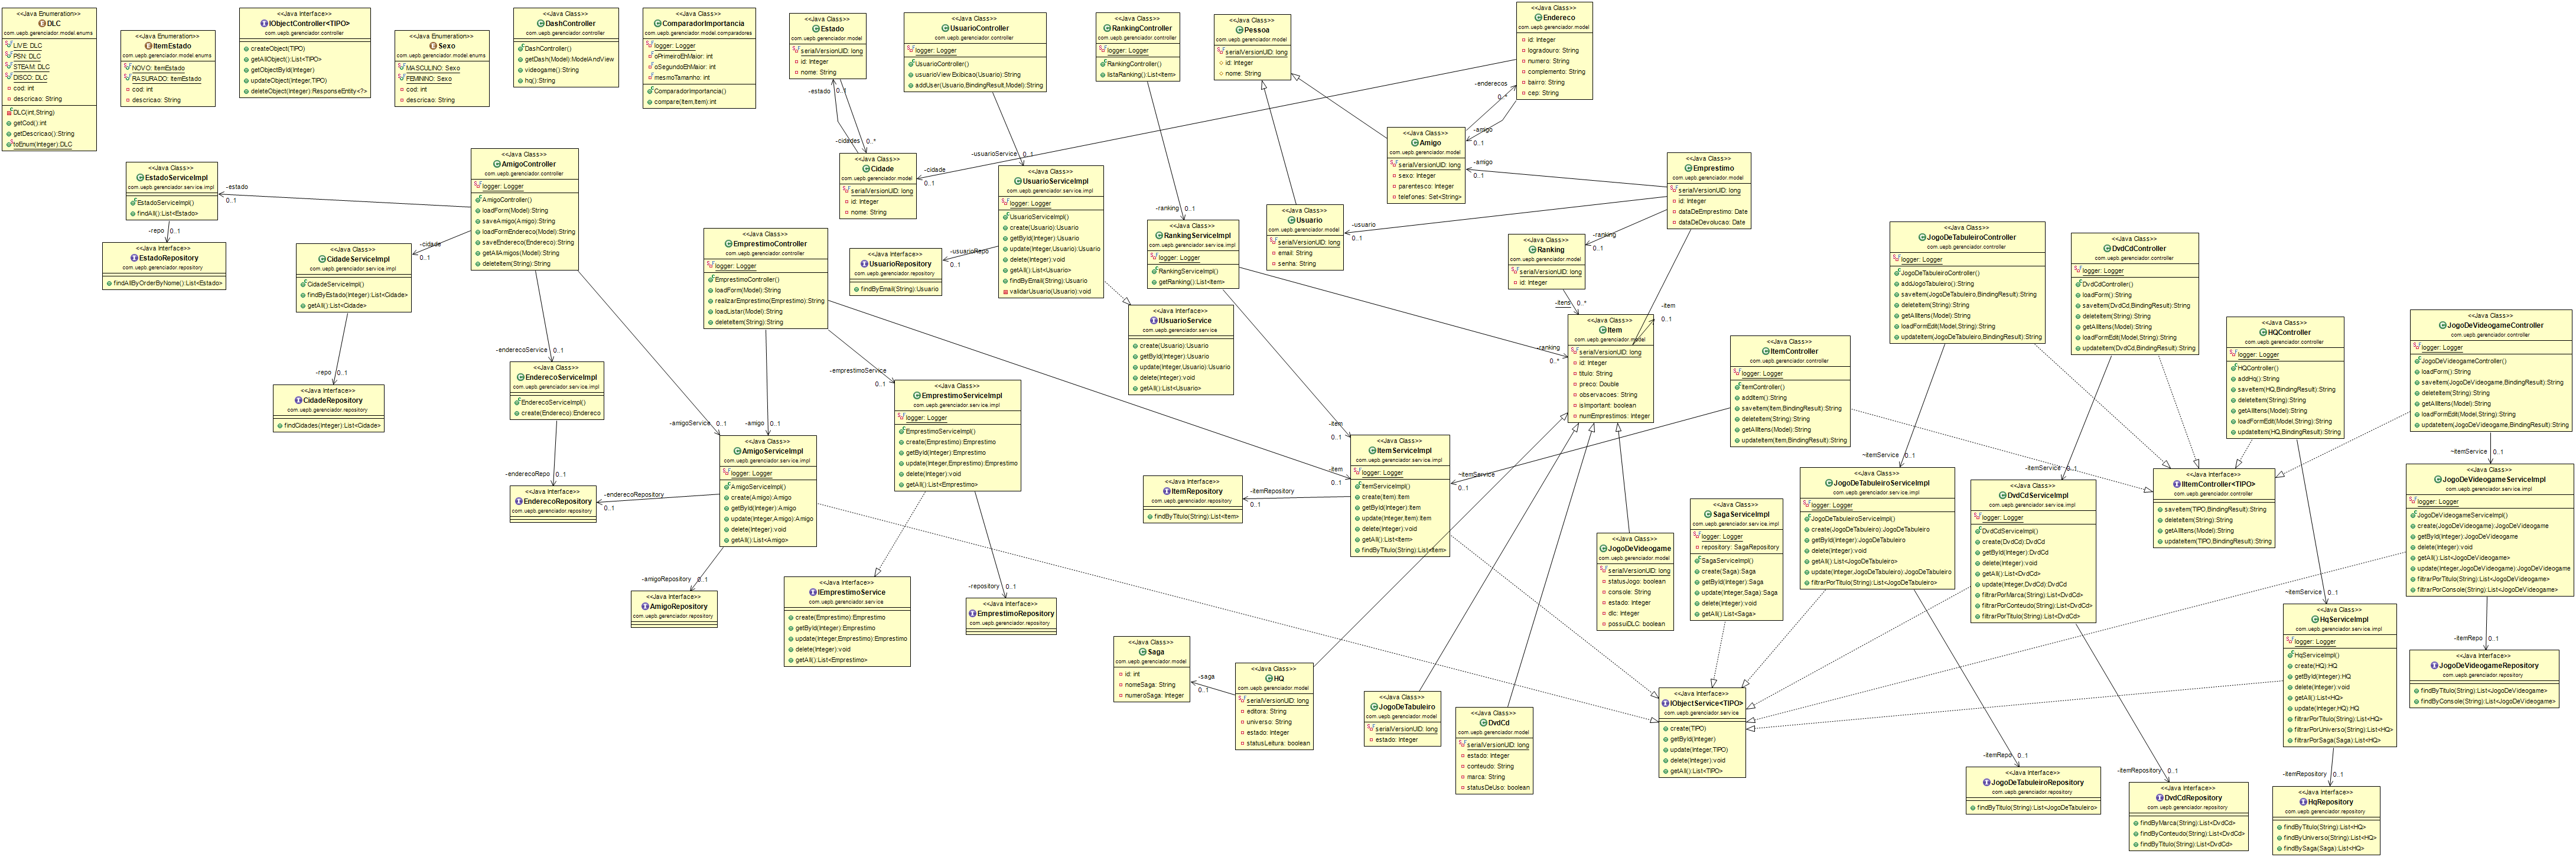 <<Java Enumeration>>
DLC
com.uepb.gerenciador.model.enums
LIVE: DLC
PSN: DLC
STEAM: DLC
DISCO: DLC
cod: int
descricao: String
DLC(int,String)
getCod():int
getDescricao():String
toEnum(Integer):DLC
<<Java Enumeration>>
ItemEstado
com.uepb.gerenciador.model.enums
NOVO: ItemEstado
RASURADO: ItemEstado
cod: int
descricao: String
<<Java Interface>>
IObjectController<TIPO>
com.uepb.gerenciador.controller
createObject(TIPO)
getAllObject():List<TIPO>
getObjectById(Integer)
updateObject(Integer,TIPO)
deleteObject(Integer):ResponseEntity<?>
<<Java Enumeration>>
Sexo
com.uepb.gerenciador.model.enums
MASCULINO: Sexo
FEMININO: Sexo
cod: int
descricao: String
<<Java Class>>
DashController
com.uepb.gerenciador.controller
DashController()
getDash(Model):ModelAndView
videogame():String
hq():String
<<Java Class>>
ComparadorImportancia
com.uepb.gerenciador.model.comparadores
logger: Logger
oPrimeiroEhMaior: int
oSegundoEhMaior: int
mesmoTamanho: int
ComparadorImportancia()
compare(Item,Item):int
<<Java Class>>
Estado
com.uepb.gerenciador.model
serialVersionUID: long
id: Integer
nome: String
-estado
0..1
-cidades
0..*
<<Java Class>>
Cidade
com.uepb.gerenciador.model
serialVersionUID: long
id: Integer
nome: String
-cidade
0..1
<<Java Class>>
UsuarioController
com.uepb.gerenciador.controller
logger: Logger
UsuarioController()
usuarioViewExibicao(Usuario):String
addUser(Usuario,BindingResult,Model):String
-usuarioService
0..1
<<Java Class>>
UsuarioServiceImpl
com.uepb.gerenciador.service.impl
logger: Logger
UsuarioServiceImpl()
create(Usuario):Usuario
getById(Integer):Usuario
update(Integer,Usuario):Usuario
delete(Integer):void
getAll():List<Usuario>
findByEmail(String):Usuario
validarUsuario(Usuario):void
-usuarioRepo
0..1
<<Java Interface>>
UsuarioRepository
com.uepb.gerenciador.repository
findByEmail(String):Usuario
<<Java Interface>>
IUsuarioService
com.uepb.gerenciador.service
create(Usuario):Usuario
getById(Integer):Usuario
update(Integer,Usuario):Usuario
delete(Integer):void
getAll():List<Usuario>
<<Java Class>>
RankingController
com.uepb.gerenciador.controller
logger: Logger
RankingController()
listaRanking():List<Item>
-ranking
0..1
<<Java Class>>
RankingServiceImpl
com.uepb.gerenciador.service.impl
logger: Logger
RankingServiceImpl()
getRanking():List<Item>
<<Java Class>>
Pessoa
com.uepb.gerenciador.model
serialVersionUID: long
id: Integer
nome: String
<<Java Class>>
Endereco
com.uepb.gerenciador.model
id: Integer
logradouro: String
numero: String
complemento: String
bairro: String
cep: String
-enderecos
0..*
-amigo
0..1
<<Java Class>>
Amigo
com.uepb.gerenciador.model
serialVersionUID: long
sexo: Integer
parentesco: Integer
telefones: Set<String>
-amigo
0..1
<<Java Class>>
Emprestimo
com.uepb.gerenciador.model
serialVersionUID: long
id: Integer
dataDeEmprestimo: Date
dataDeDevolucao: Date
<<Java Class>>
Usuario
com.uepb.gerenciador.model
serialVersionUID: long
email: String
senha: String
-usuario
0..1
<<Java Class>>
Ranking
com.uepb.gerenciador.model
serialVersionUID: long
id: Integer
-ranking
0..1
-itens
0..*
-item
0..1
-ranking
0..*
<<Java Class>>
Item
com.uepb.gerenciador.model
serialVersionUID: long
id: Integer
titulo: String
preco: Double
observacoes: String
isImportant: boolean
numEmprestimos: Integer
<<Java Class>>
EstadoServiceImpl
com.uepb.gerenciador.service.impl
EstadoServiceImpl()
findAll():List<Estado>
-estado
0..1
-repo
0..1
<<Java Interface>>
EstadoRepository
com.uepb.gerenciador.repository
findAllByOrderByNome():List<Estado>
<<Java Class>>
AmigoController
com.uepb.gerenciador.controller
logger: Logger
AmigoController()
loadForm(Model):String
saveAmigo(Amigo):String
loadFormEndereco(Model):String
saveEndereco(Endereco):String
getAllAmigos(Model):String
deleteItem(String):String
-cidade
0..1
<<Java Class>>
CidadeServiceImpl
com.uepb.gerenciador.service.impl
CidadeServiceImpl()
findByEstado(Integer):List<Cidade>
getAll():List<Cidade>
-repo
0..1
<<Java Interface>>
CidadeRepository
com.uepb.gerenciador.repository
findCidades(Integer):List<Cidade>
-enderecoService
0..1
<<Java Class>>
EnderecoServiceImpl
com.uepb.gerenciador.service.impl
EnderecoServiceImpl()
create(Endereco):Endereco
-enderecoRepo
0..1
<<Java Interface>>
EnderecoRepository
com.uepb.gerenciador.repository
-enderecoRepository
0..1
<<Java Class>>
EmprestimoController
com.uepb.gerenciador.controller
logger: Logger
EmprestimoController()
loadForm(Model):String
realizarEmprestimo(Emprestimo):String
loadListar(Model):String
deleteItem(String):String
-amigoService
0..1
-amigo
0..1
<<Java Class>>
AmigoServiceImpl
com.uepb.gerenciador.service.impl
logger: Logger
AmigoServiceImpl()
create(Amigo):Amigo
getById(Integer):Amigo
update(Integer,Amigo):Amigo
delete(Integer):void
getAll():List<Amigo>
-amigoRepository
0..1
<<Java Interface>>
AmigoRepository
com.uepb.gerenciador.repository
-emprestimoService
0..1
<<Java Class>>
EmprestimoServiceImpl
com.uepb.gerenciador.service.impl
logger: Logger
EmprestimoServiceImpl()
create(Emprestimo):Emprestimo
getById(Integer):Emprestimo
update(Integer,Emprestimo):Emprestimo
delete(Integer):void
getAll():List<Emprestimo>
<<Java Interface>>
IEmprestimoService
com.uepb.gerenciador.service
create(Emprestimo):Emprestimo
getById(Integer):Emprestimo
update(Integer,Emprestimo):Emprestimo
delete(Integer):void
getAll():List<Emprestimo>
-repository
0..1
<<Java Interface>>
EmprestimoRepository
com.uepb.gerenciador.repository
-item
0..1
-item
0..1
<<Java Class>>
ItemServiceImpl
com.uepb.gerenciador.service.impl
logger: Logger
ItemServiceImpl()
create(Item):Item
getById(Integer):Item
update(Integer,Item):Item
delete(Integer):void
getAll():List<Item>
findByTitulo(String):List<Item>
-itemRepository
0..1
<<Java Interface>>
ItemRepository
com.uepb.gerenciador.repository
findByTitulo(String):List<Item>
<<Java Class>>
ItemController
com.uepb.gerenciador.controller
logger: Logger
ItemController()
addItem():String
saveItem(Item,BindingResult):String
deleteItem(String):String
getAllItens(Model):String
updateItem(Item,BindingResult):String
~itemService
0..1
<<Java Class>>
JogoDeTabuleiroController
com.uepb.gerenciador.controller
logger: Logger
JogoDeTabuleiroController()
addJogoTabuleiro():String
saveItem(JogoDeTabuleiro,BindingResult):String
deleteItem(String):String
getAllItens(Model):String
loadFormEdit(Model,String):String
updateItem(JogoDeTabuleiro,BindingResult):String
~itemService
0..1
<<Java Class>>
DvdCdController
com.uepb.gerenciador.controller
logger: Logger
DvdCdController()
loadForm():String
saveItem(DvdCd,BindingResult):String
deleteItem(String):String
getAllItens(Model):String
loadFormEdit(Model,String):String
updateItem(DvdCd,BindingResult):String
-itemService
0..1
<<Java Class>>
HQController
com.uepb.gerenciador.controller
logger: Logger
HQController()
addHq():String
saveItem(HQ,BindingResult):String
deleteItem(String):String
getAllItens(Model):String
loadFormEdit(Model,String):String
updateItem(HQ,BindingResult):String
~itemService
0..1
<<Java Class>>
JogoDeVideogameController
com.uepb.gerenciador.controller
logger: Logger
JogoDeVideogameController()
loadForm():String
saveItem(JogoDeVideogame,BindingResult):String
deleteItem(String):String
getAllItens(Model):String
loadFormEdit(Model,String):String
updateItem(JogoDeVideogame,BindingResult):String
~itemService
0..1
<<Java Interface>>
IItemController<TIPO>
com.uepb.gerenciador.controller
saveItem(TIPO,BindingResult):String
deleteItem(String):String
getAllItens(Model):String
updateItem(TIPO,BindingResult):String
<<Java Class>>
JogoDeVideogameServiceImpl
com.uepb.gerenciador.service.impl
logger: Logger
JogoDeVideogameServiceImpl()
create(JogoDeVideogame):JogoDeVideogame
getById(Integer):JogoDeVideogame
delete(Integer):void
getAll():List<JogoDeVideogame>
update(Integer,JogoDeVideogame):JogoDeVideogame
filtrarPorTitulo(String):List<JogoDeVideogame>
filtrarPorConsole(String):List<JogoDeVideogame>
-itemRepo
0..1
<<Java Interface>>
JogoDeVideogameRepository
com.uepb.gerenciador.repository
findByTitulo(String):List<JogoDeVideogame>
findByConsole(String):List<JogoDeVideogame>
<<Java Class>>
JogoDeTabuleiroServiceImpl
com.uepb.gerenciador.service.impl
logger: Logger
JogoDeTabuleiroServiceImpl()
create(JogoDeTabuleiro):JogoDeTabuleiro
getById(Integer):JogoDeTabuleiro
delete(Integer):void
getAll():List<JogoDeTabuleiro>
update(Integer,JogoDeTabuleiro):JogoDeTabuleiro
filtrarPorTitulo(String):List<JogoDeTabuleiro>
<<Java Class>>
DvdCdServiceImpl
com.uepb.gerenciador.service.impl
logger: Logger
DvdCdServiceImpl()
create(DvdCd):DvdCd
getById(Integer):DvdCd
delete(Integer):void
getAll():List<DvdCd>
update(Integer,DvdCd):DvdCd
filtrarPorMarca(String):List<DvdCd>
filtrarPorConteudo(String):List<DvdCd>
filtrarPorTitulo(String):List<DvdCd>
<<Java Class>>
SagaServiceImpl
com.uepb.gerenciador.service.impl
logger: Logger
repository: SagaRepository
SagaServiceImpl()
create(Saga):Saga
getById(Integer):Saga
update(Integer,Saga):Saga
delete(Integer):void
getAll():List<Saga>
<<Java Class>>
JogoDeVideogame
com.uepb.gerenciador.model
serialVersionUID: long
statusJogo: boolean
console: String
estado: Integer
dlc: Integer
possuiDLC: boolean
<<Java Class>>
HqServiceImpl
com.uepb.gerenciador.service.impl
logger: Logger
HqServiceImpl()
create(HQ):HQ
getById(Integer):HQ
delete(Integer):void
getAll():List<HQ>
update(Integer,HQ):HQ
filtrarPorTitulo(String):List<HQ>
filtrarPorUniverso(String):List<HQ>
filtrarPorSaga(Saga):List<HQ>
<<Java Class>>
Saga
com.uepb.gerenciador.model
id: int
nomeSaga: String
numeroSaga: Integer
-saga
0..1
<<Java Class>>
HQ
com.uepb.gerenciador.model
serialVersionUID: long
editora: String
universo: String
estado: Integer
statusLeitura: boolean
<<Java Class>>
JogoDeTabuleiro
com.uepb.gerenciador.model
serialVersionUID: long
estado: Integer
<<Java Class>>
DvdCd
com.uepb.gerenciador.model
serialVersionUID: long
estado: Integer
conteudo: String
marca: String
statusDeUso: boolean
<<Java Interface>>
IObjectService<TIPO>
com.uepb.gerenciador.service
create(TIPO)
getById(Integer)
update(Integer,TIPO)
delete(Integer):void
getAll():List<TIPO>
-itemRepo
0..1
<<Java Interface>>
JogoDeTabuleiroRepository
com.uepb.gerenciador.repository
findByTitulo(String):List<JogoDeTabuleiro>
-itemRepository
0..1
<<Java Interface>>
DvdCdRepository
com.uepb.gerenciador.repository
findByMarca(String):List<DvdCd>
findByConteudo(String):List<DvdCd>
findByTitulo(String):List<DvdCd>
-itemRepository
0..1
<<Java Interface>>
HqRepository
com.uepb.gerenciador.repository
findByTitulo(String):List<HQ>
findByUniverso(String):List<HQ>
findBySaga(Saga):List<HQ>